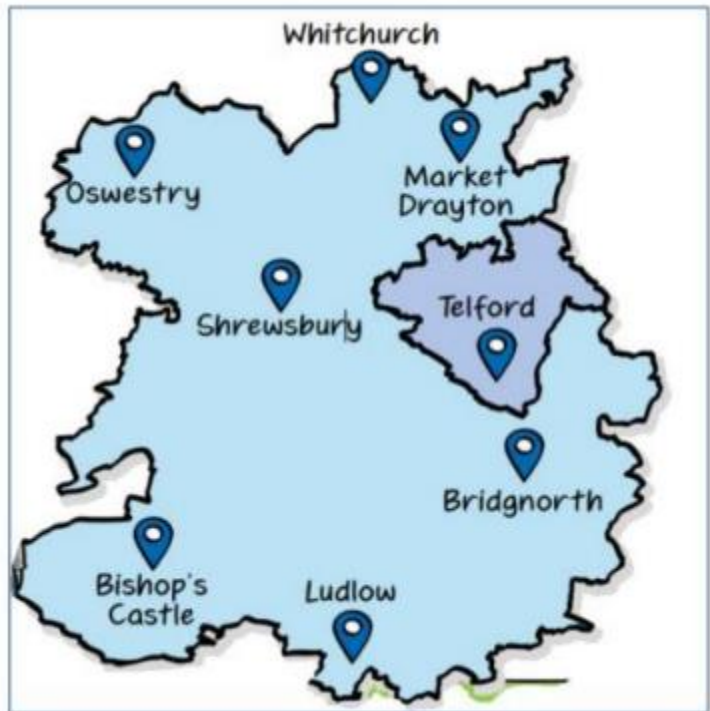 Whitchurch
Oswestry
Market
Drayton
Shrewsbury
Telford
Bridgnorth
Bishop's
Castle
Ludlow